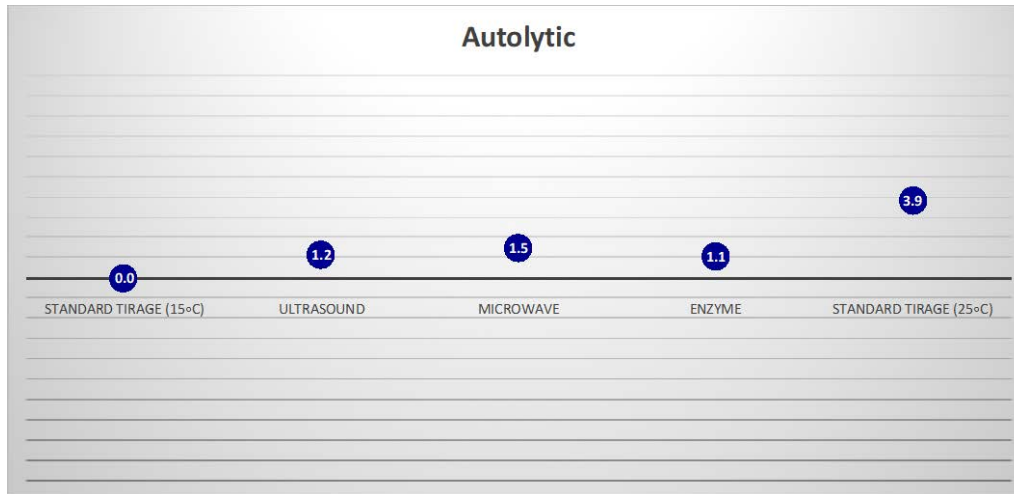 Autolytic
3.9
1.2
1.5
1.1
0.0
STANDARD TIRAGE (15∘C)
ULTRASOUND
MICROWAVE
ENZYME
STANDARD TIRAGE (25∘C)